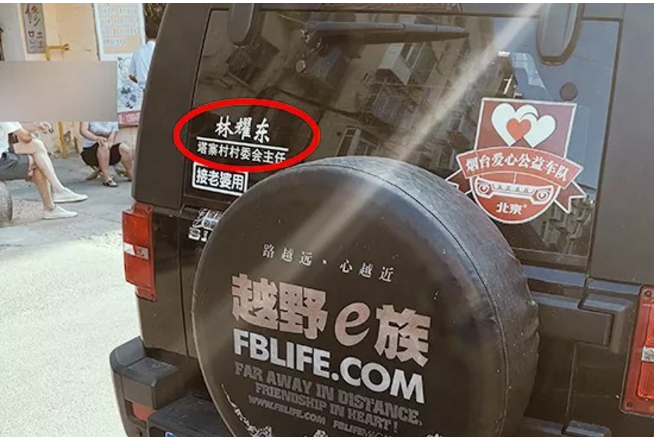 林耀东
塔寨村村委会主任
接老婆用
烟台爱心公益车队
北京
路越远·心越近
越野e族
FBLIFE.COM
FAR AWAY IN DISTANCE,
FRIENDSHIP IN HEART!
WWW.FBLIFE.COM